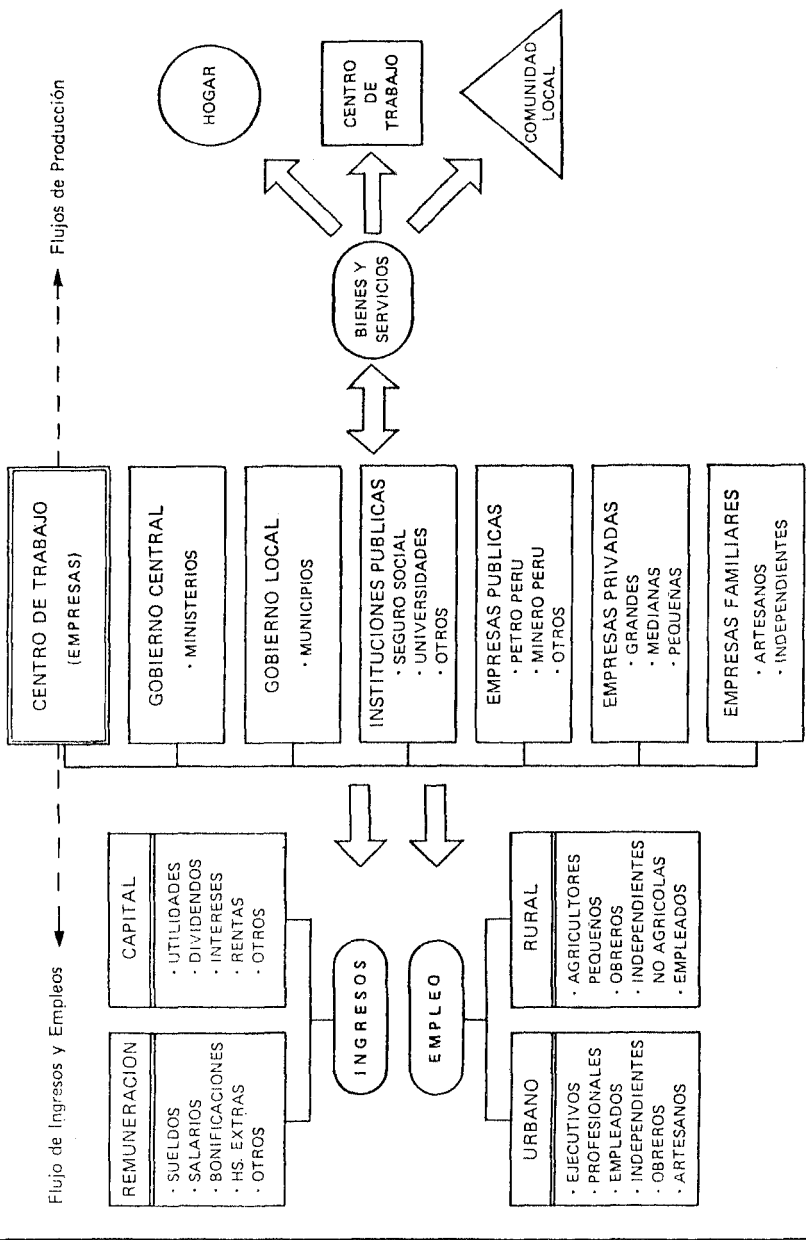 Flujo de Ingresos y Empleos
Flujos de Producción
REMUNERACION
· SUELDOS
· SALARIOS
· BONIFICACIONES
· HS. EXTRAS
· OTROS
CAPITAL
· UTILIDADES
· DIVIDENDOS
· INTERESES
· RENTAS
· OTROS
INGRESOS
EMPLEO
URBANO
· EJECUTIVOS
· PROFESIONALES
· EMPLEADOS
· INDEPENDIENTES
· OBREROS
· ARTESANOS
RURAL
· AGRICULTORES
PEQUEÑOS
· OBREROS
· INDEPENDIENTES
NO AGRICOLAS
· EMPLEADOS
CENTRO DE TRABAJO
(EMPRESAS)
GOBIERNO CENTRAL
· MINISTERIOS
GOBIERNO LOCAL
· MUNICIPIOS
INSTITUCIONES PUBLICAS
· SEGURO SOCIAL
· UNIVERSIDADES
· OTROS
EMPRESAS PUBLICAS
· PETRO PERU
· MINERO PERU
· OTROS
EMPRESAS PRIVADAS
· GRANDES
· MEDIANAS
· PEQUEÑAS
EMPRESAS FAMILIARES
· ARTESANOS
· INDEPENDIENTES
BIENES Y
SERVICIOS
HOGAR
CENTRO
DE
TRABAJO
COMUNIDAD
LOCAL